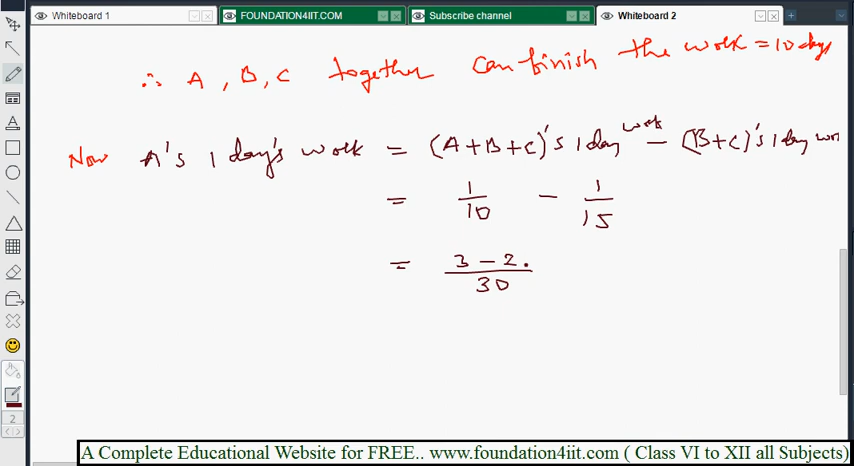 Whiteboard 1
FOUNDATION4IIT.COM
Subscribe channel
Whiteboard 2
∴ A, B, C together can finish the work = 10 days
Now A's 1 day's work = (A+B+C)'s 1 day work − (B+C)'s 1 day wor
= 1/10 − 1/15
= 3 − 2. / 30
2
A Complete Educational Website for FREE.. www.foundation4iit.com ( Class VI to XII all Subjects)